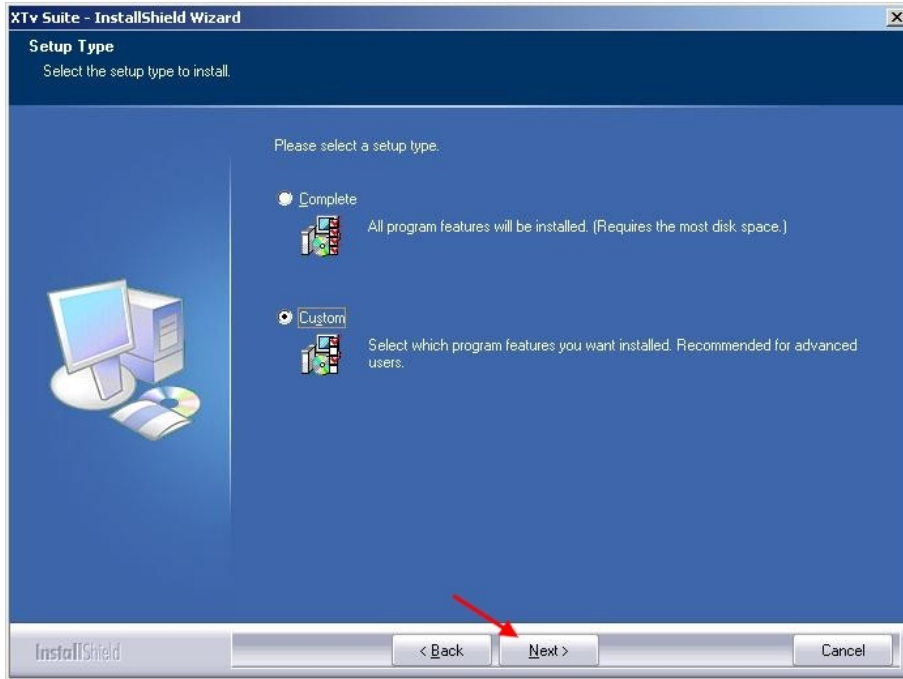 XTv Suite - InstallShield Wizard
Setup Type
Select the setup type to install.
Please select a setup type.
Complete
All program features will be installed. (Requires the most disk space.)
Custom
Select which program features you want installed. Recommended for advanced
users.
InstallShield
< Back
Next >
Cancel